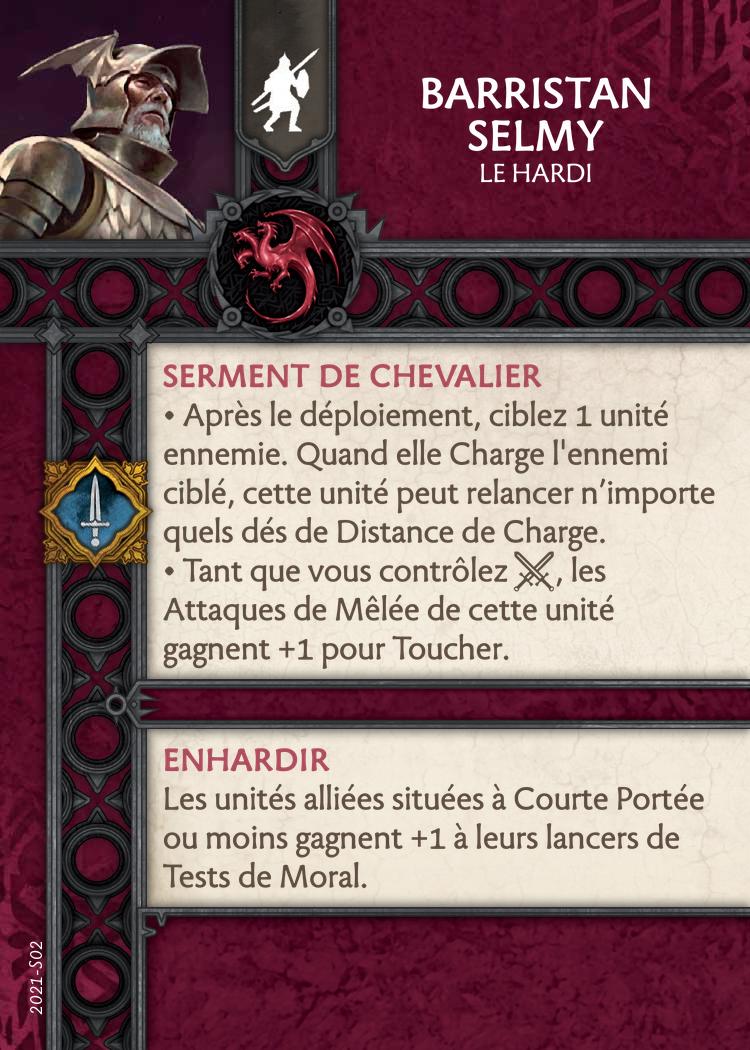 BARRISTAN
SELMY
LE HARDI
SERMENT DE CHEVALIER
• Après le déploiement, ciblez 1 unité
ennemie. Quand elle Charge l'ennemi
ciblé, cette unité peut relancer n’importe
quels dés de Distance de Charge.
• Tant que vous contrôlez , les
Attaques de Mêlée de cette unité
gagnent +1 pour Toucher.
ENHARDIR
Les unités alliées situées à Courte Portée
ou moins gagnent +1 à leurs lancers de
Tests de Moral.
2021-S02